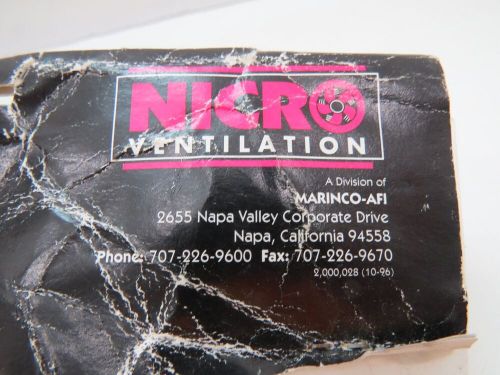 NICRO
VENTILATION
A Division of
MARINCO-AFI
2655 Napa Valley Corporate Drive
Napa, California 94558
Phone: 707-226-9600 Fax: 707-226-9670
2,000,028 (10-96)